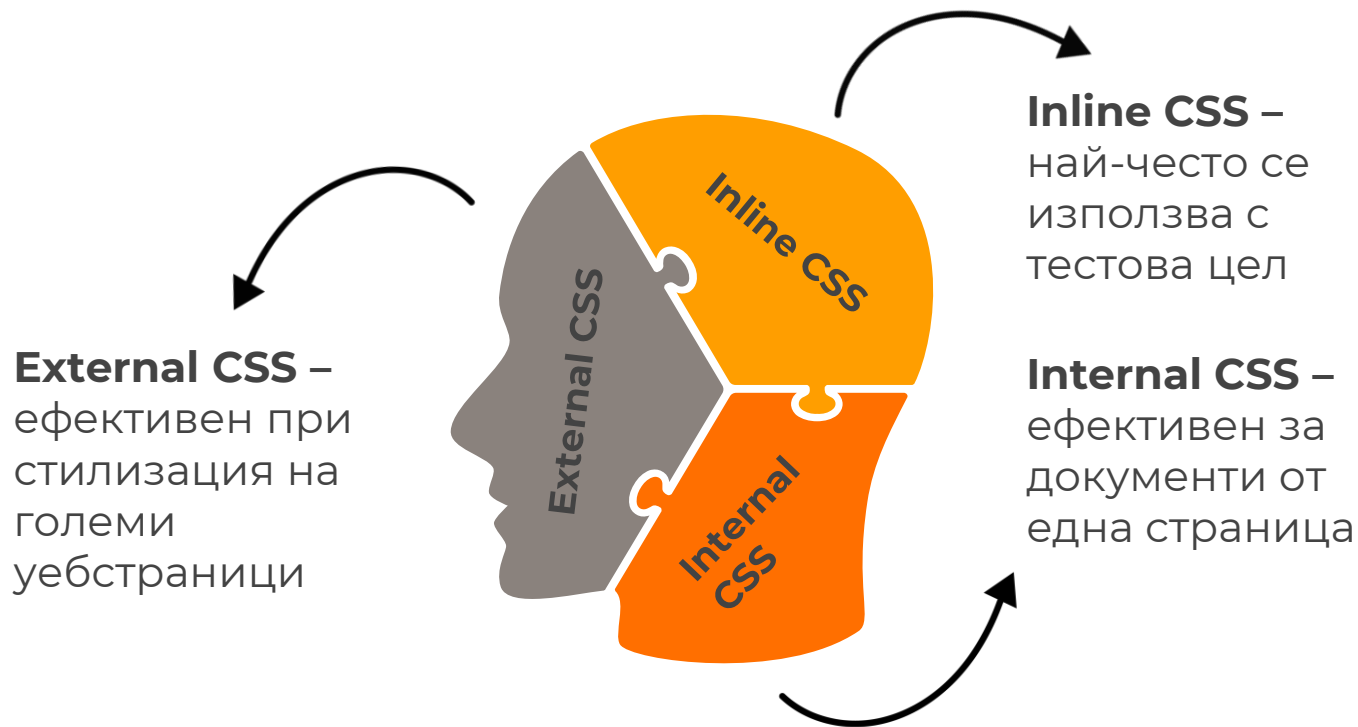 Inline CSS –
най-често се
използва с
тестова цел
External CSS –
ефективен при
стилизация на
големи
уебстраници
Internal CSS –
ефективен за
документи от
една страница
External CSS
Inline CSS
Internal
CSS